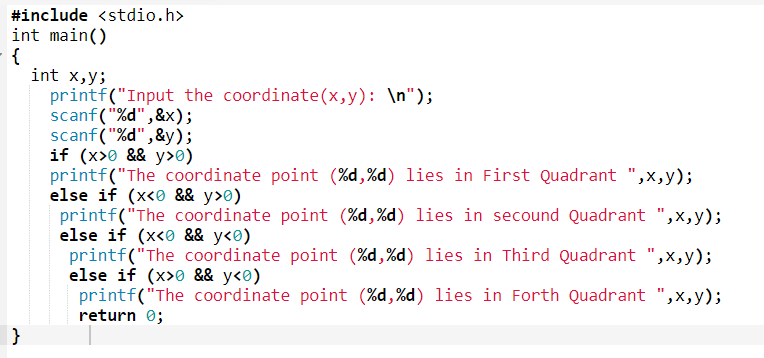 #include <stdio.h>
int main()
{
int x,y;
printf("Input the coordinate(x,y): \n");
scanf("%d",&x);
scanf("%d",&y);
if (x>0 && y>0)
printf("The coordinate point (%d,%d) lies in First Quadrant ",x,y);
else if (x<0 && y>0)
printf("The coordinate point (%d,%d) lies in secound Quadrant ",x,y);
else if (x<0 && y<0)
printf("The coordinate point (%d,%d) lies in Third Quadrant ",x,y);
else if (x>0 && y<0)
printf("The coordinate point (%d,%d) lies in Forth Quadrant ",x,y);
return 0;
}